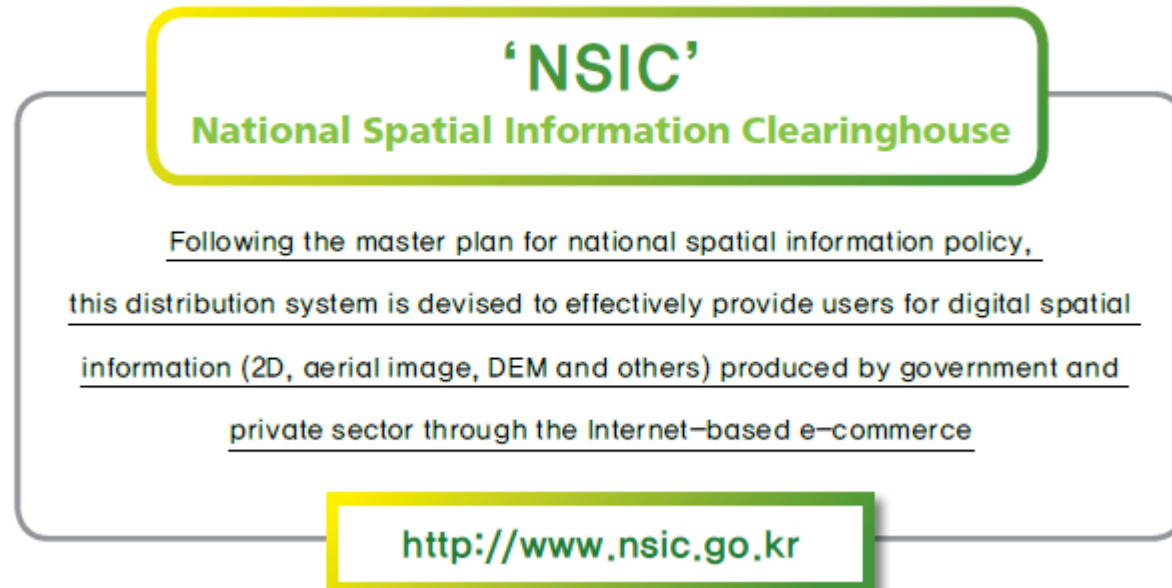 ‘NSIC’
National Spatial Information Clearinghouse
Following the master plan for national spatial information policy,
this distribution system is devised to effectively provide users for digital spatial
information (2D, aerial image, DEM and others) produced by government and
private sector through the Internet-based e-commerce
http://www.nsic.go.kr